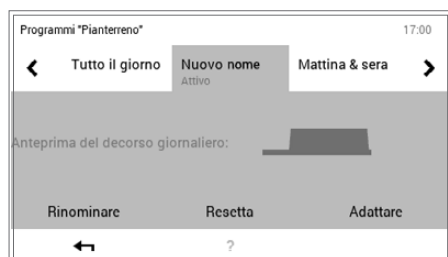 Programmi "Pianterreno" 17:00
Tutto il giorno Nuovo nome Mattina & sera
Attivo
Anteprima del decorso giornaliero:
Rinominare Resetta Adattare
?